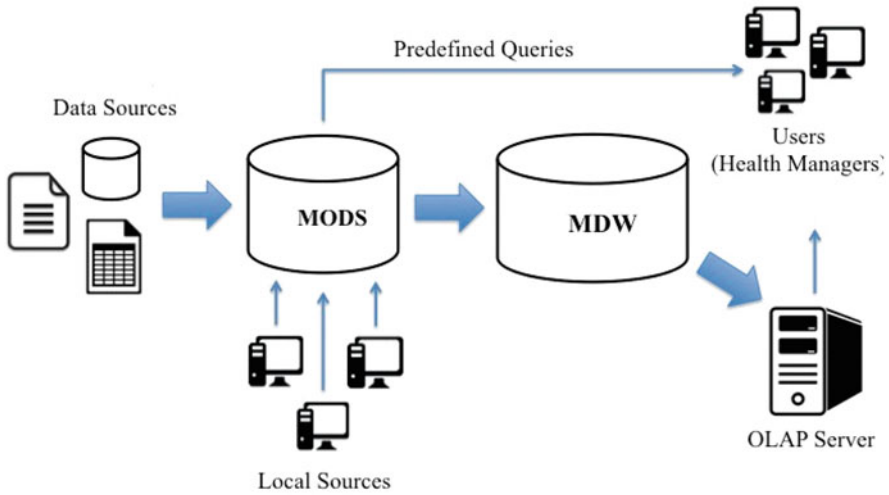 Predefined Queries
Data Sources
Users
(Health Managers)
MODS
MDW
OLAP Server
Local Sources